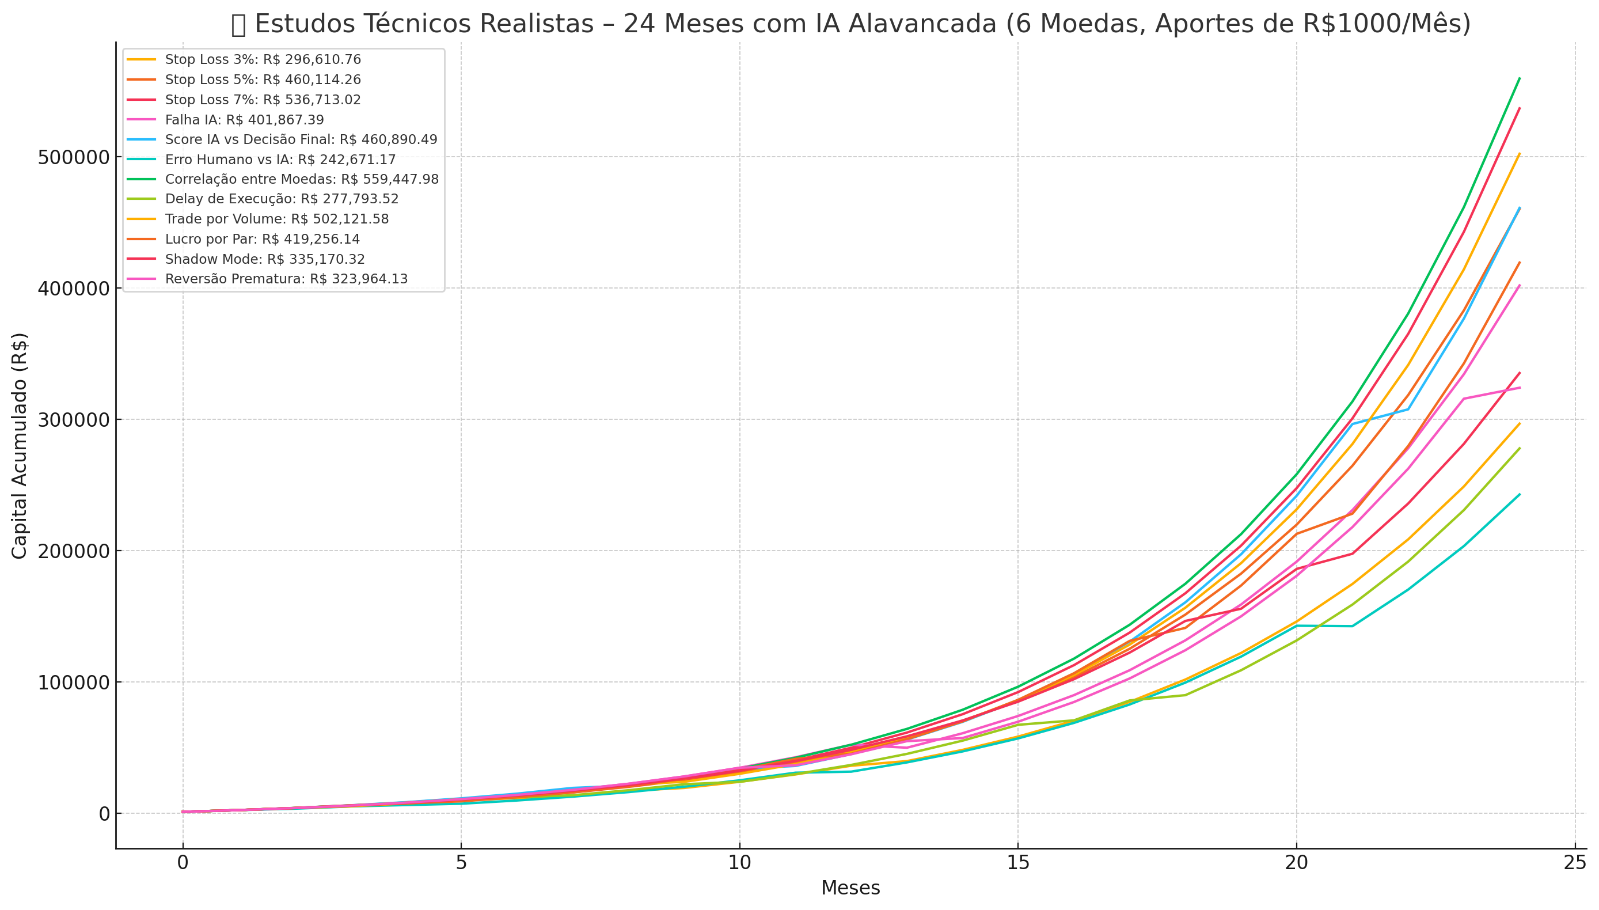 Estudos Técnicos Realistas – 24 Meses com IA Alavancada (6 Moedas, Aportes de R$1000/Mês)
Stop Loss 3%: R$ 296,610.76
Stop Loss 5%: R$ 460,114.26
Stop Loss 7%: R$ 536,713.02
Falha IA: R$ 401,867.39
Score IA vs Decisão Final: R$ 460,890.49
Erro Humano vs IA: R$ 242,671.17
Correlação entre Moedas: R$ 559,447.98
Delay de Execução: R$ 277,793.52
Trade por Volume: R$ 502,121.58
Lucro por Par: R$ 419,256.14
Shadow Mode: R$ 335,170.32
Reversão Prematura: R$ 323,964.13
Capital Acumulado (R$)
500000
400000
300000
200000
100000
0
0 5 10 15 20 25
Meses